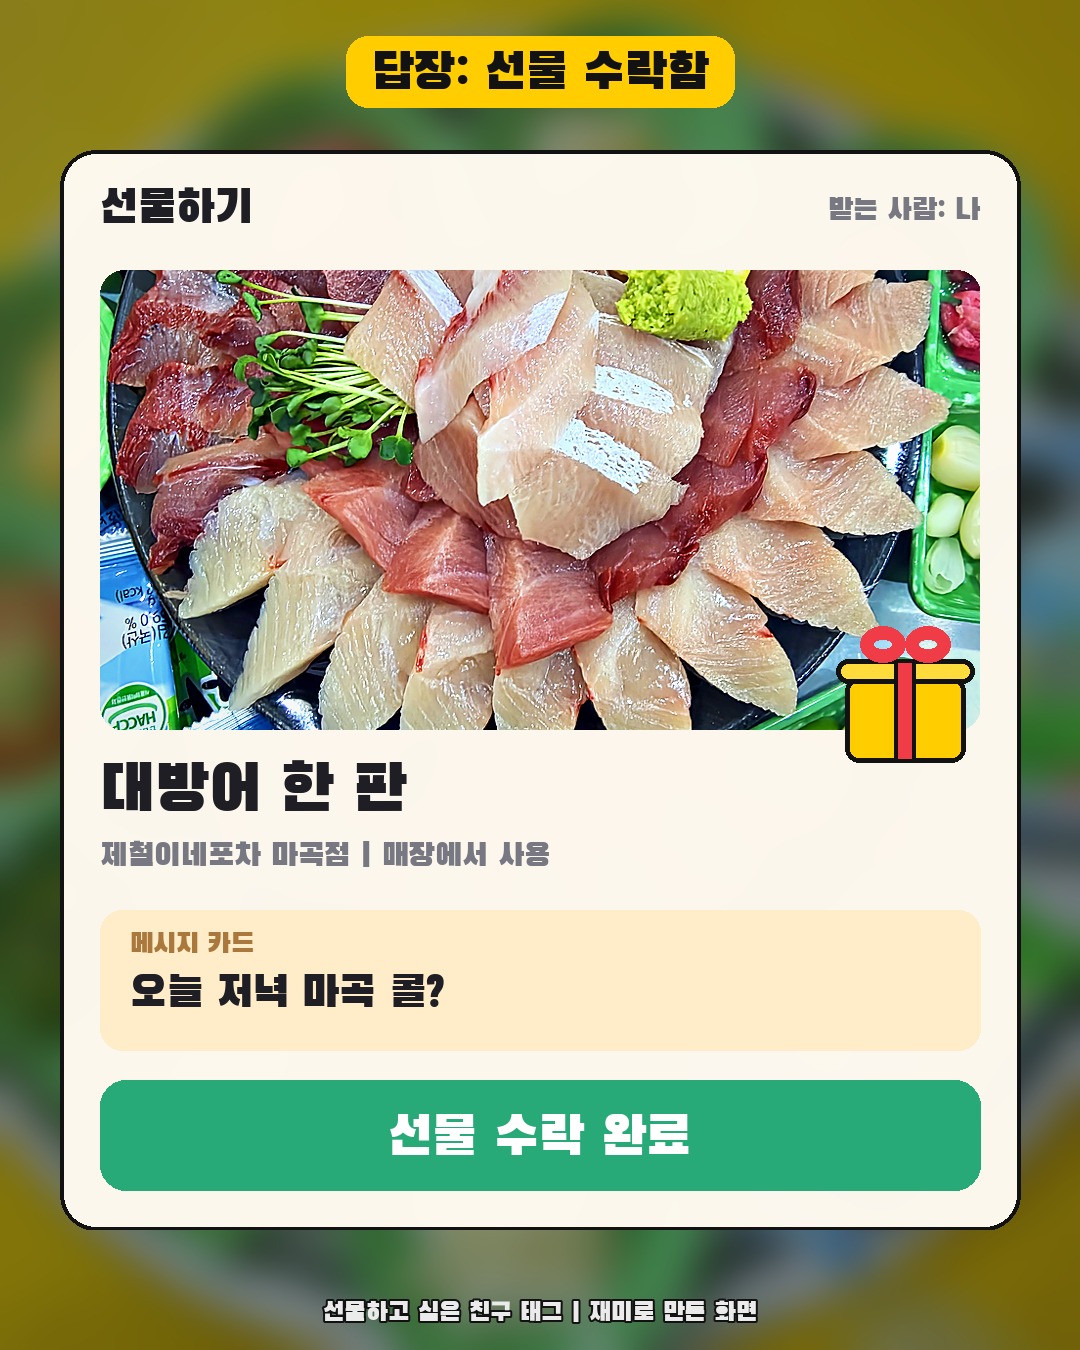 답장: 선물 수락함
선물하기
받는 사람: 나
HACCP
대방어 한 판
제철이네포차 마곡점 | 매장에서 사용
메시지 카드
오늘 저녁 마곡 콜?
선물 수락 완료
선물하고 싶은 친구 태그 | 재미로 만든 화면